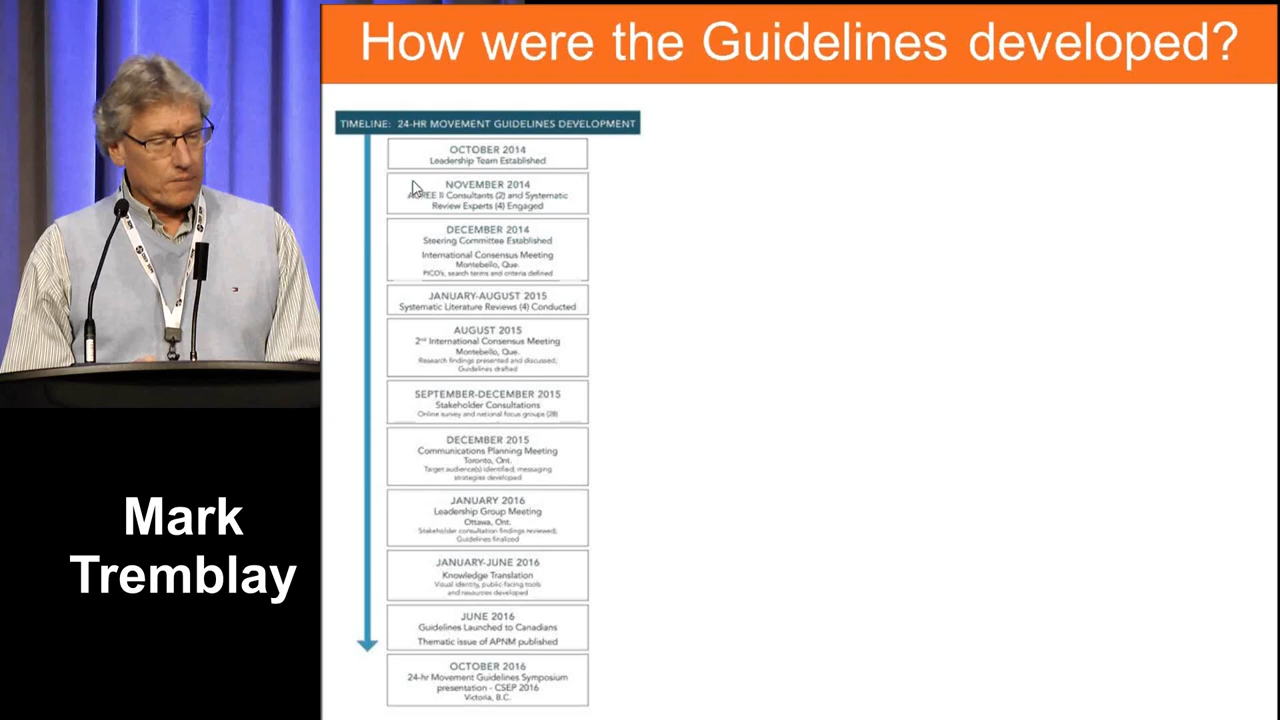 How were the Guidelines developed?
TIMELINE: 24-HR MOVEMENT GUIDELINES DEVELOPMENT
OCTOBER 2014
Leadership Team Established
NOVEMBER 2014
AGREE II Consultants (2) and Systematic
Review Experts (4) Engaged
DECEMBER 2014
Steering Committee Established
International Consensus Meeting
Montebello, Que.
PICO's, search terms and criteria defined
JANUARY-AUGUST 2015
Systematic Literature Reviews (4) Conducted
AUGUST 2015
2nd International Consensus Meeting
Montebello, Que.
Research findings presented and discussed;
Guidelines drafted
SEPTEMBER-DECEMBER 2015
Stakeholder Consultations
Online survey and national focus groups (28)
DECEMBER 2015
Communications Planning Meeting
Toronto, Ont.
Target audience(s) identified; messaging
strategies developed
JANUARY 2016
Leadership Group Meeting
Ottawa, Ont.
Stakeholder consultation findings reviewed;
Guidelines finalized
JANUARY-JUNE 2016
Knowledge Translation
Visual identity, public facing tools
and resources developed
JUNE 2016
Guidelines Launched to Canadians
Thematic issue of APNM published
OCTOBER 2016
24-hr Movement Guidelines Symposium
presentation - CSEP 2016
Victoria, B.C.
Mark
Tremblay